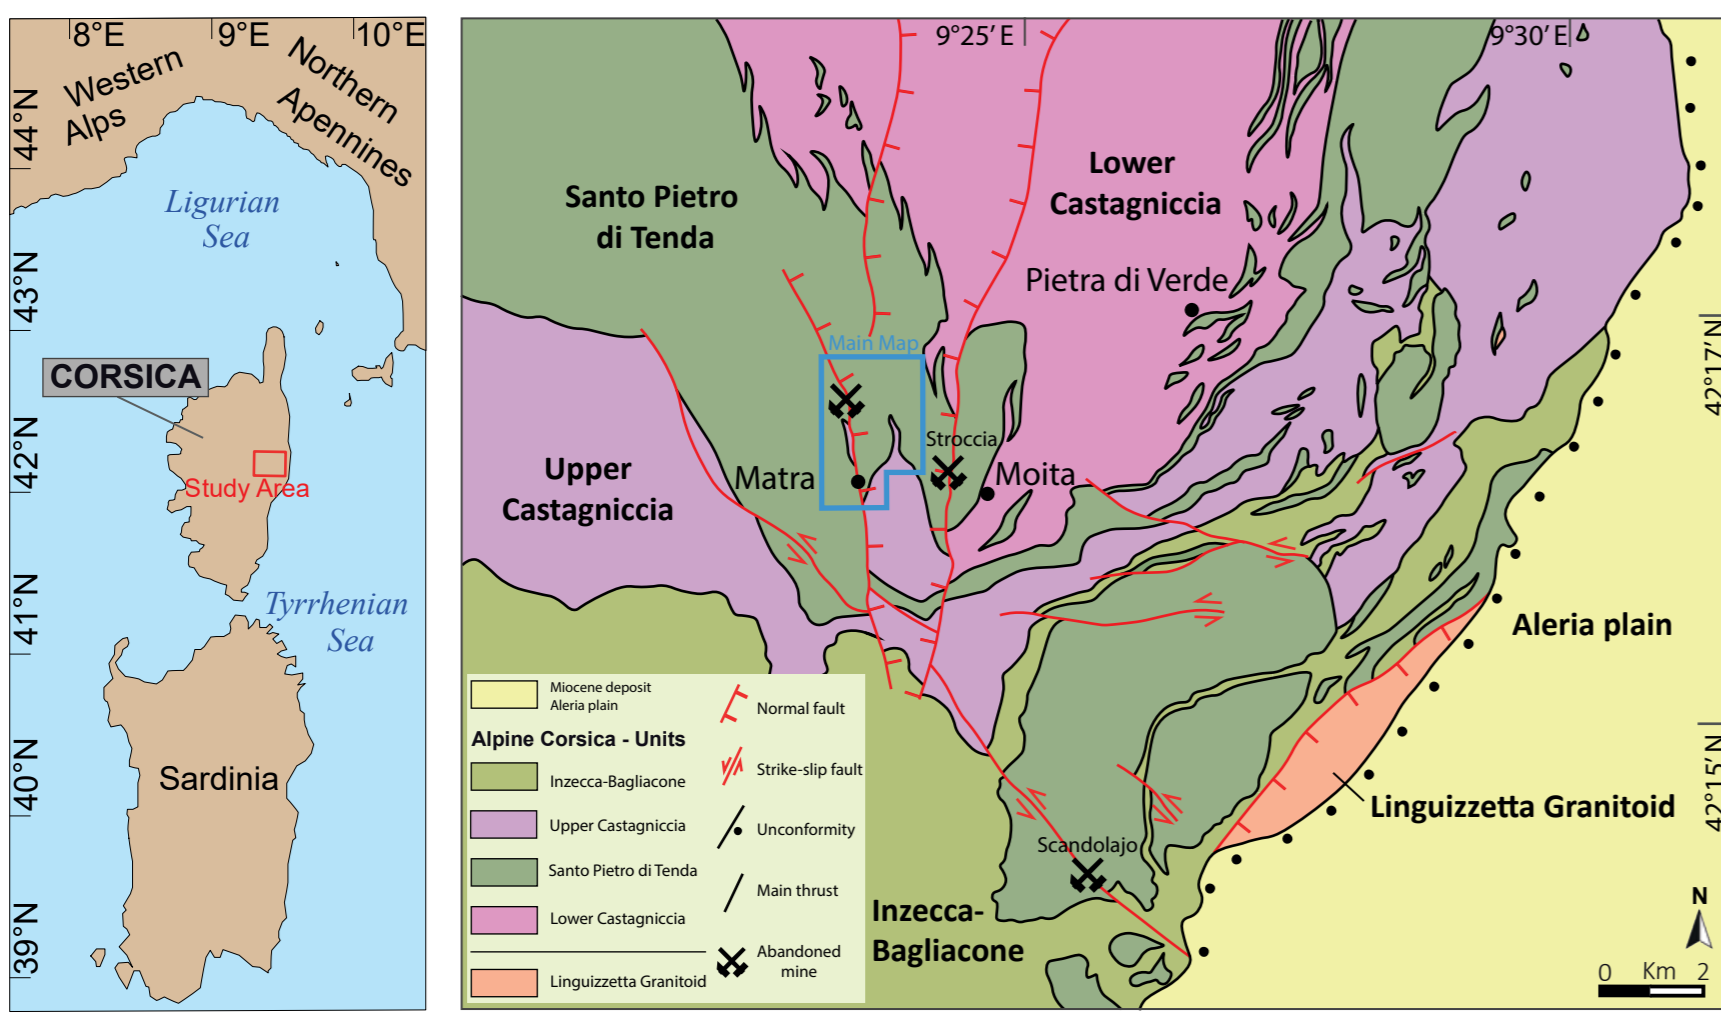 8°E
9°E
10°E
Western
Alps
Northern
Apennines
44°N
Ligurian
Sea
43°N
CORSICA
42°N
Study Area
41°N
Tyrrhenian
Sea
Sardinia
40°N
39°N
9°25' E
9°30' E
Lower
Castagniccia
Santo Pietro
di Tenda
Pietra di Verde
42°17' N
Main Map
Stroccia
Upper
Castagniccia
Matra
Moita
Aleria plain
42°15' N
Linguizzetta Granitoid
Scandolajo
Inzecca-
Bagliacone
N
0 Km 2
Miocene deposit
Aleria plain
Alpine Corsica - Units
Inzecca-Bagliacone
Upper Castagniccia
Santo Pietro di Tenda
Lower Castagniccia
Linguizzetta Granitoid
Normal fault
Strike-slip fault
Unconformity
Main thrust
Abandoned
mine